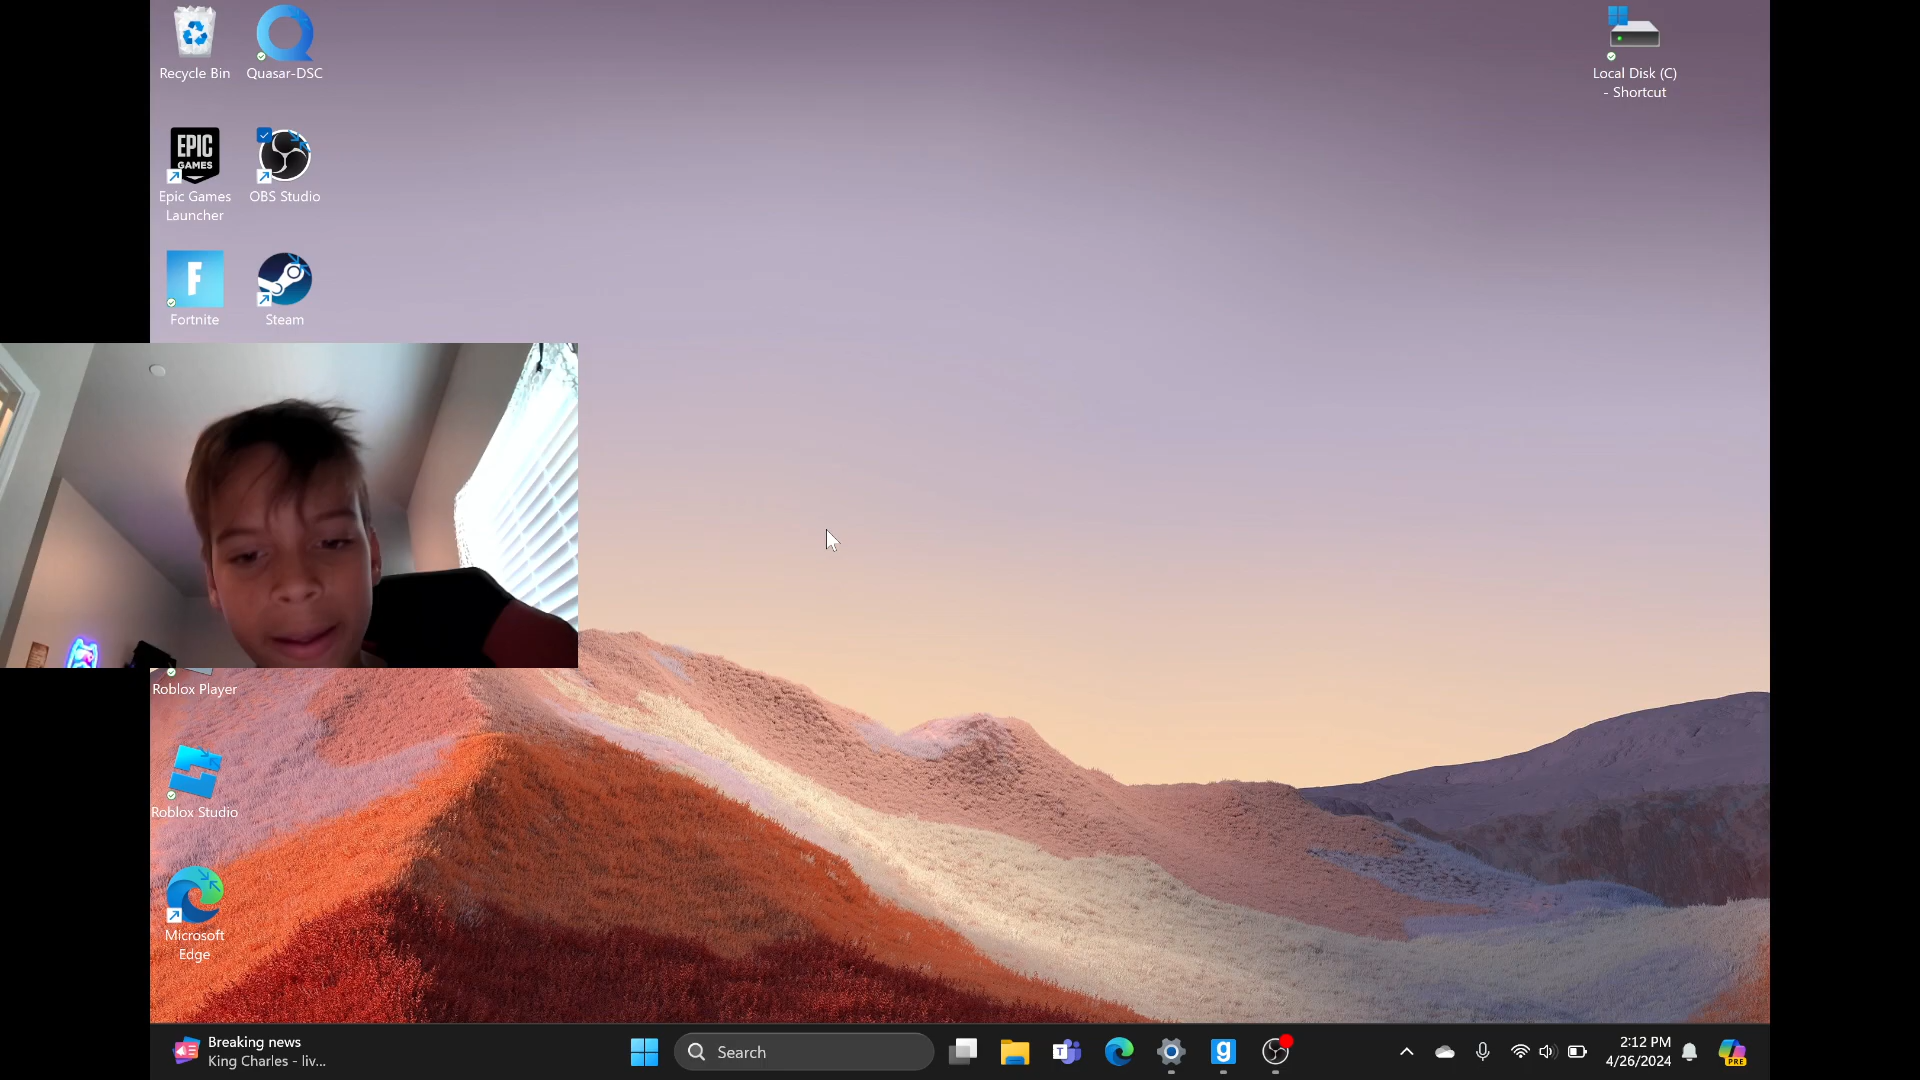 Recycle Bin
Quasar-DSC
Local Disk (C)
- Shortcut
EPIC
GAMES
Epic Games
Launcher
OBS Studio
F
Fortnite
Steam
Roblox Player
Roblox Studio
Microsoft
Edge
Breaking news
King Charles - liv...
Search
T
g
2:12 PM
4/26/2024
PRE